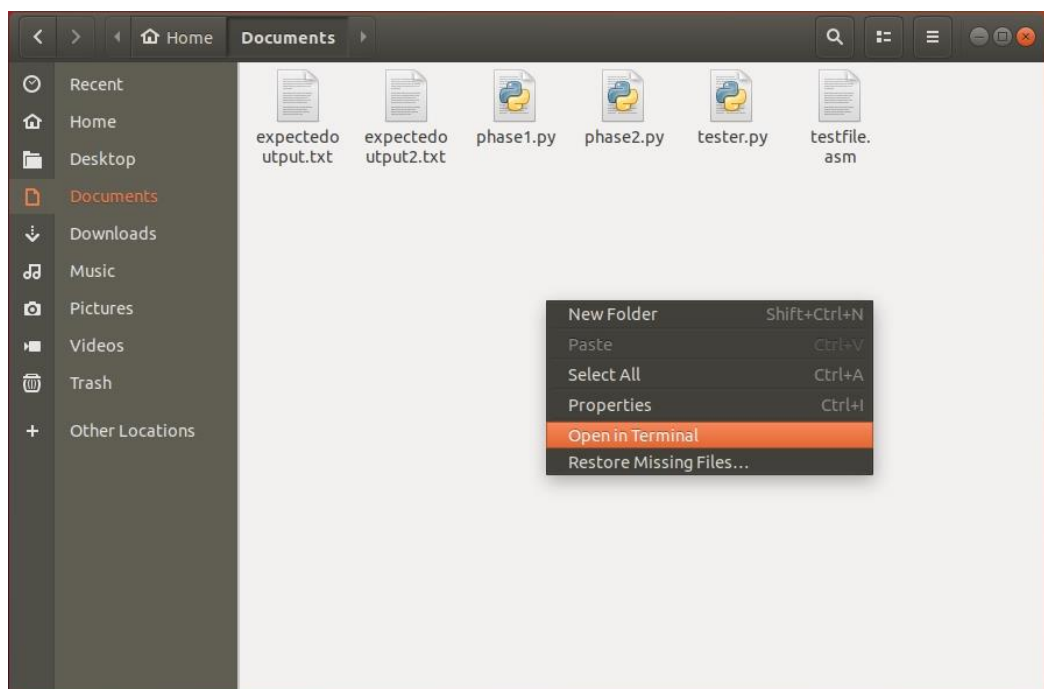 Home Documents
Recent
Home
Desktop
Documents
Downloads
Music
Pictures
Videos
Trash
Other Locations
expectedo
utput.txt
expectedo
utput2.txt
phase1.py
phase2.py
tester.py
testfile.
asm
New Folder Shift+Ctrl+N
Paste Ctrl+V
Select All Ctrl+A
Properties Ctrl+I
Open in Terminal
Restore Missing Files...